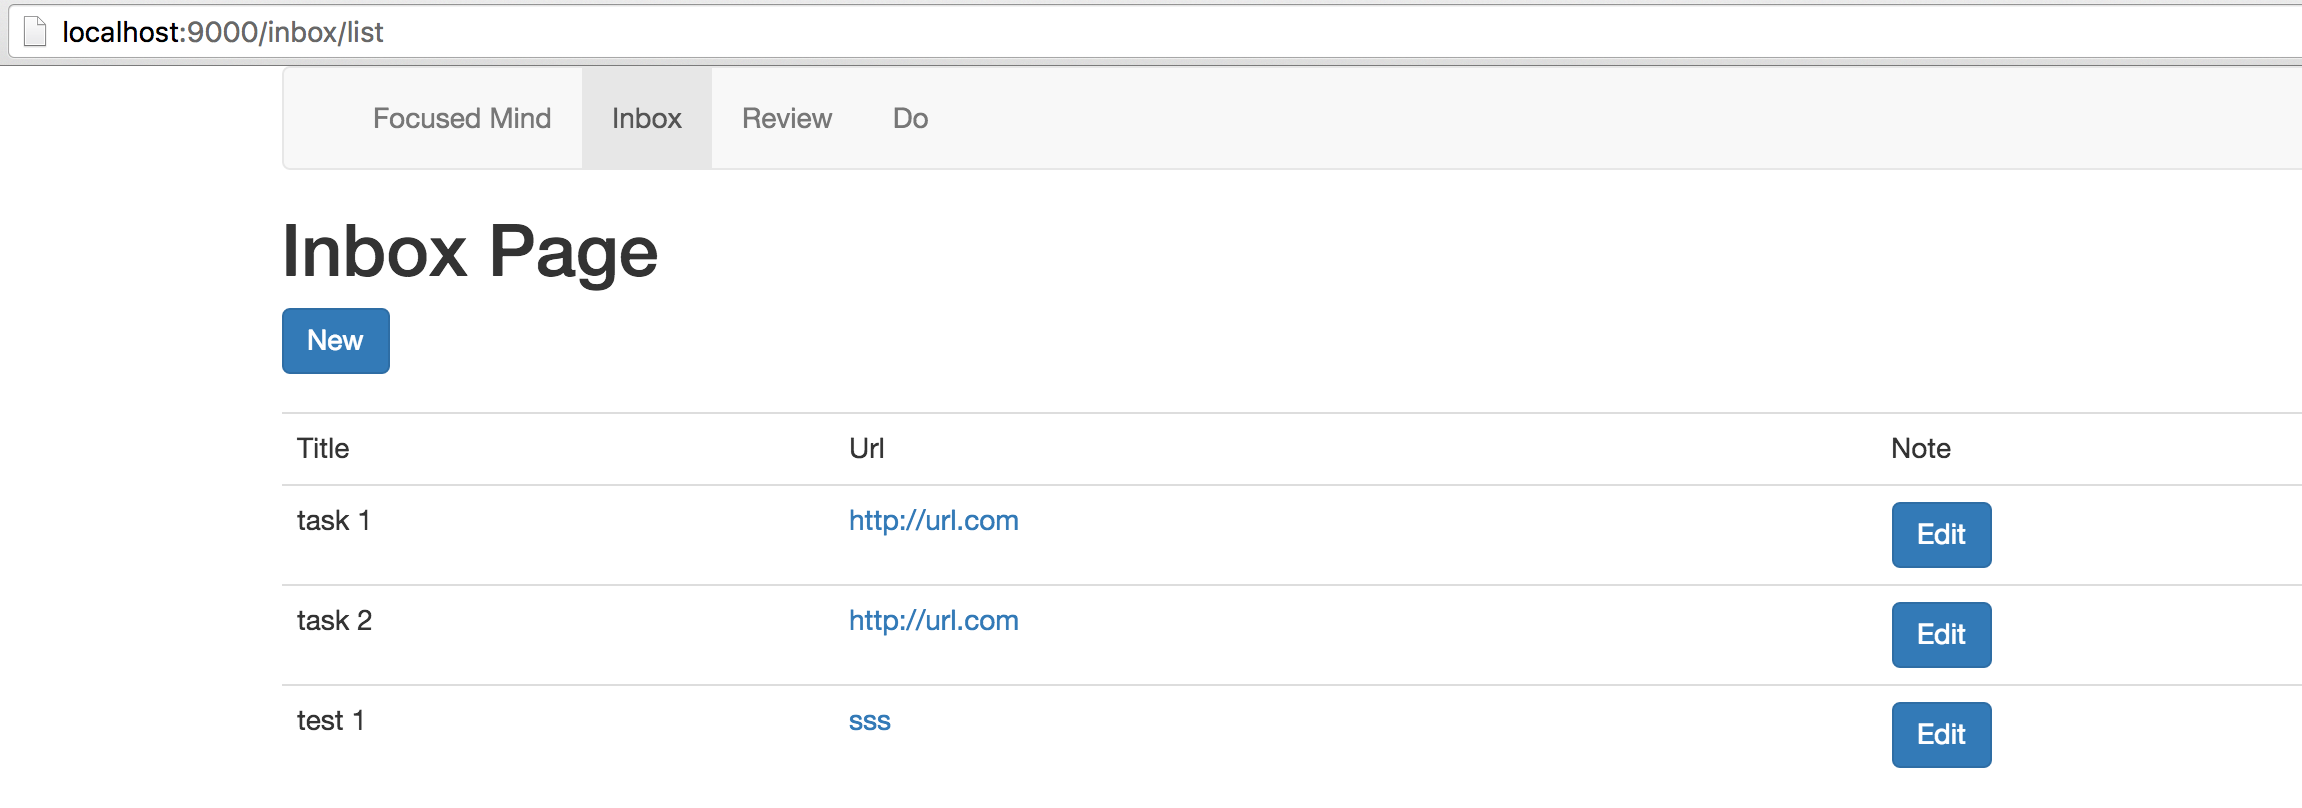 localhost:9000/inbox/list
Focused Mind Inbox Review Do
Inbox Page
New
Title Url Note
task 1 http://url.com Edit
task 2 http://url.com Edit
test 1 sss Edit